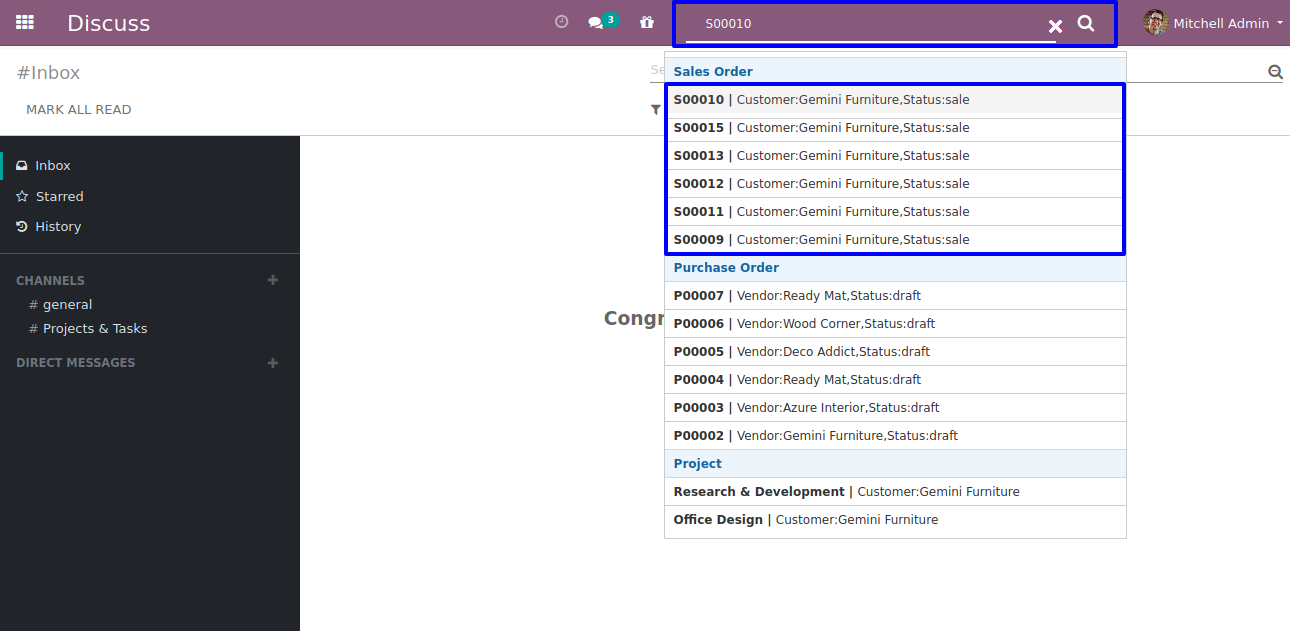 Discuss
3
S00010
Mitchell Admin
#Inbox
Se
MARK ALL READ
Inbox
Starred
History
CHANNELS
# general
# Projects & Tasks
DIRECT MESSAGES
Congr
Sales Order
S00010 | Customer:Gemini Furniture,Status:sale
S00015 | Customer:Gemini Furniture,Status:sale
S00013 | Customer:Gemini Furniture,Status:sale
S00012 | Customer:Gemini Furniture,Status:sale
S00011 | Customer:Gemini Furniture,Status:sale
S00009 | Customer:Gemini Furniture,Status:sale
Purchase Order
P00007 | Vendor:Ready Mat,Status:draft
P00006 | Vendor:Wood Corner,Status:draft
P00005 | Vendor:Deco Addict,Status:draft
P00004 | Vendor:Ready Mat,Status:draft
P00003 | Vendor:Azure Interior,Status:draft
P00002 | Vendor:Gemini Furniture,Status:draft
Project
Research & Development | Customer:Gemini Furniture
Office Design | Customer:Gemini Furniture